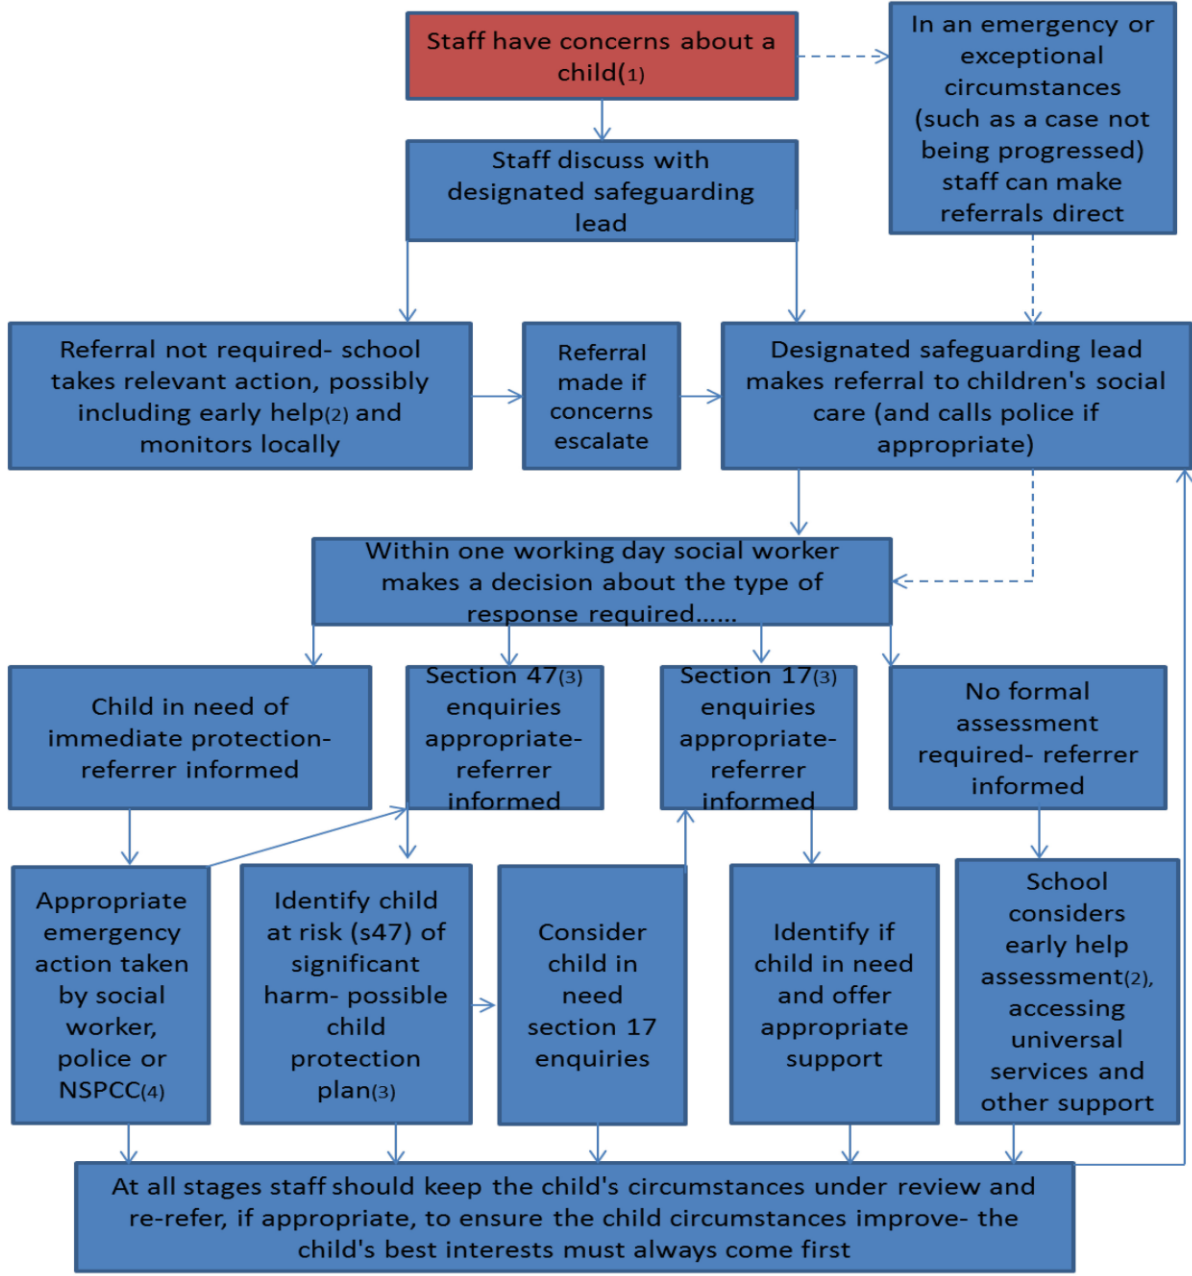 Staff have concerns about a
child(1)
In an emergency or
exceptional
circumstances
(such as a case not
being progressed)
staff can make
referrals direct
Staff discuss with
designated safeguarding
lead
Referral not required- school
takes relevant action, possibly
including early help(2) and
monitors locally
Referral
made if
concerns
escalate
Designated safeguarding lead
makes referral to children's social
care (and calls police if
appropriate)
Within one working day social worker
makes a decision about the type of
response required......
Child in need of
immediate protection-
referrer informed
Section 47(3)
enquiries
appropriate-
referrer
informed
Section 17(3)
enquiries
appropriate-
referrer
informed
No formal
assessment
required- referrer
informed
Appropriate
emergency
action taken
by social
worker,
police or
NSPCC(4)
Identify child
at risk (s47) of
significant
harm- possible
child
protection
plan(3)
Consider
child in
need
section 17
enquiries
Identify if
child in need
and offer
appropriate
support
School
considers
early help
assessment(2),
accessing
universal
services and
other support
At all stages staff should keep the child's circumstances under review and
re-refer, if appropriate, to ensure the child circumstances improve- the
child's best interests must always come first